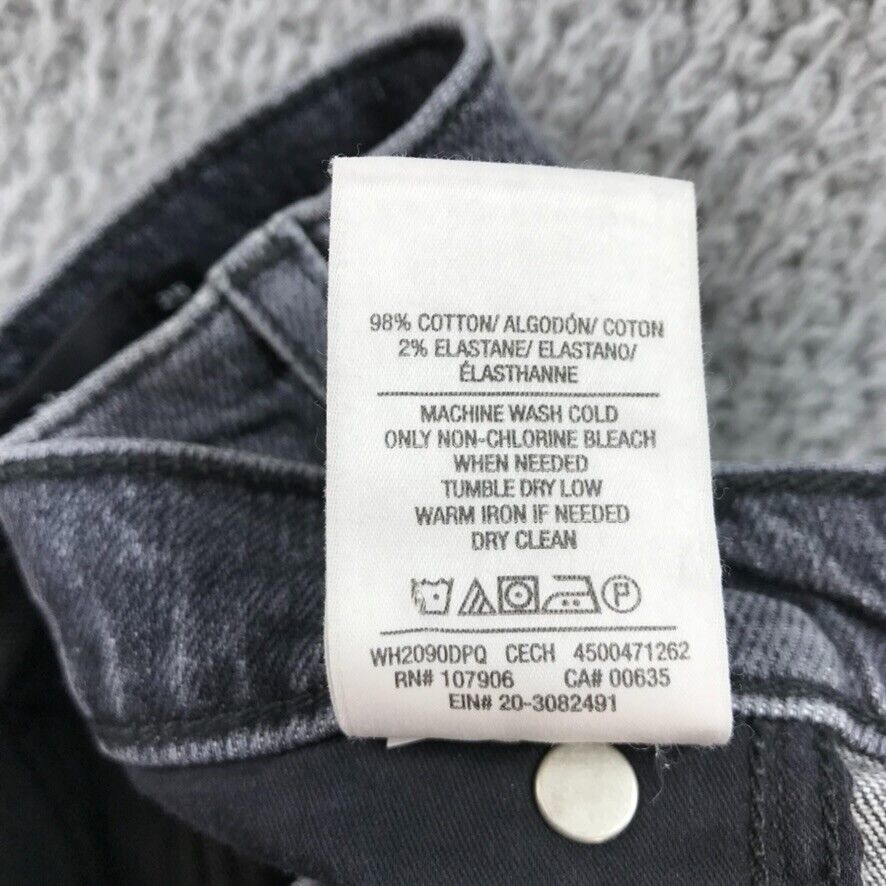 98% COTTON/ ALGODÓN/ COTON
2% ELASTANE/ ELASTANO/
ÉLASTHANNE
MACHINE WASH COLD
ONLY NON-CHLORINE BLEACH
WHEN NEEDED
TUMBLE DRY LOW
WARM IRON IF NEEDED
DRY CLEAN
P
WH2090DPQ CECH 4500471262
RN# 107906 CA# 00635
EIN# 20-3082491